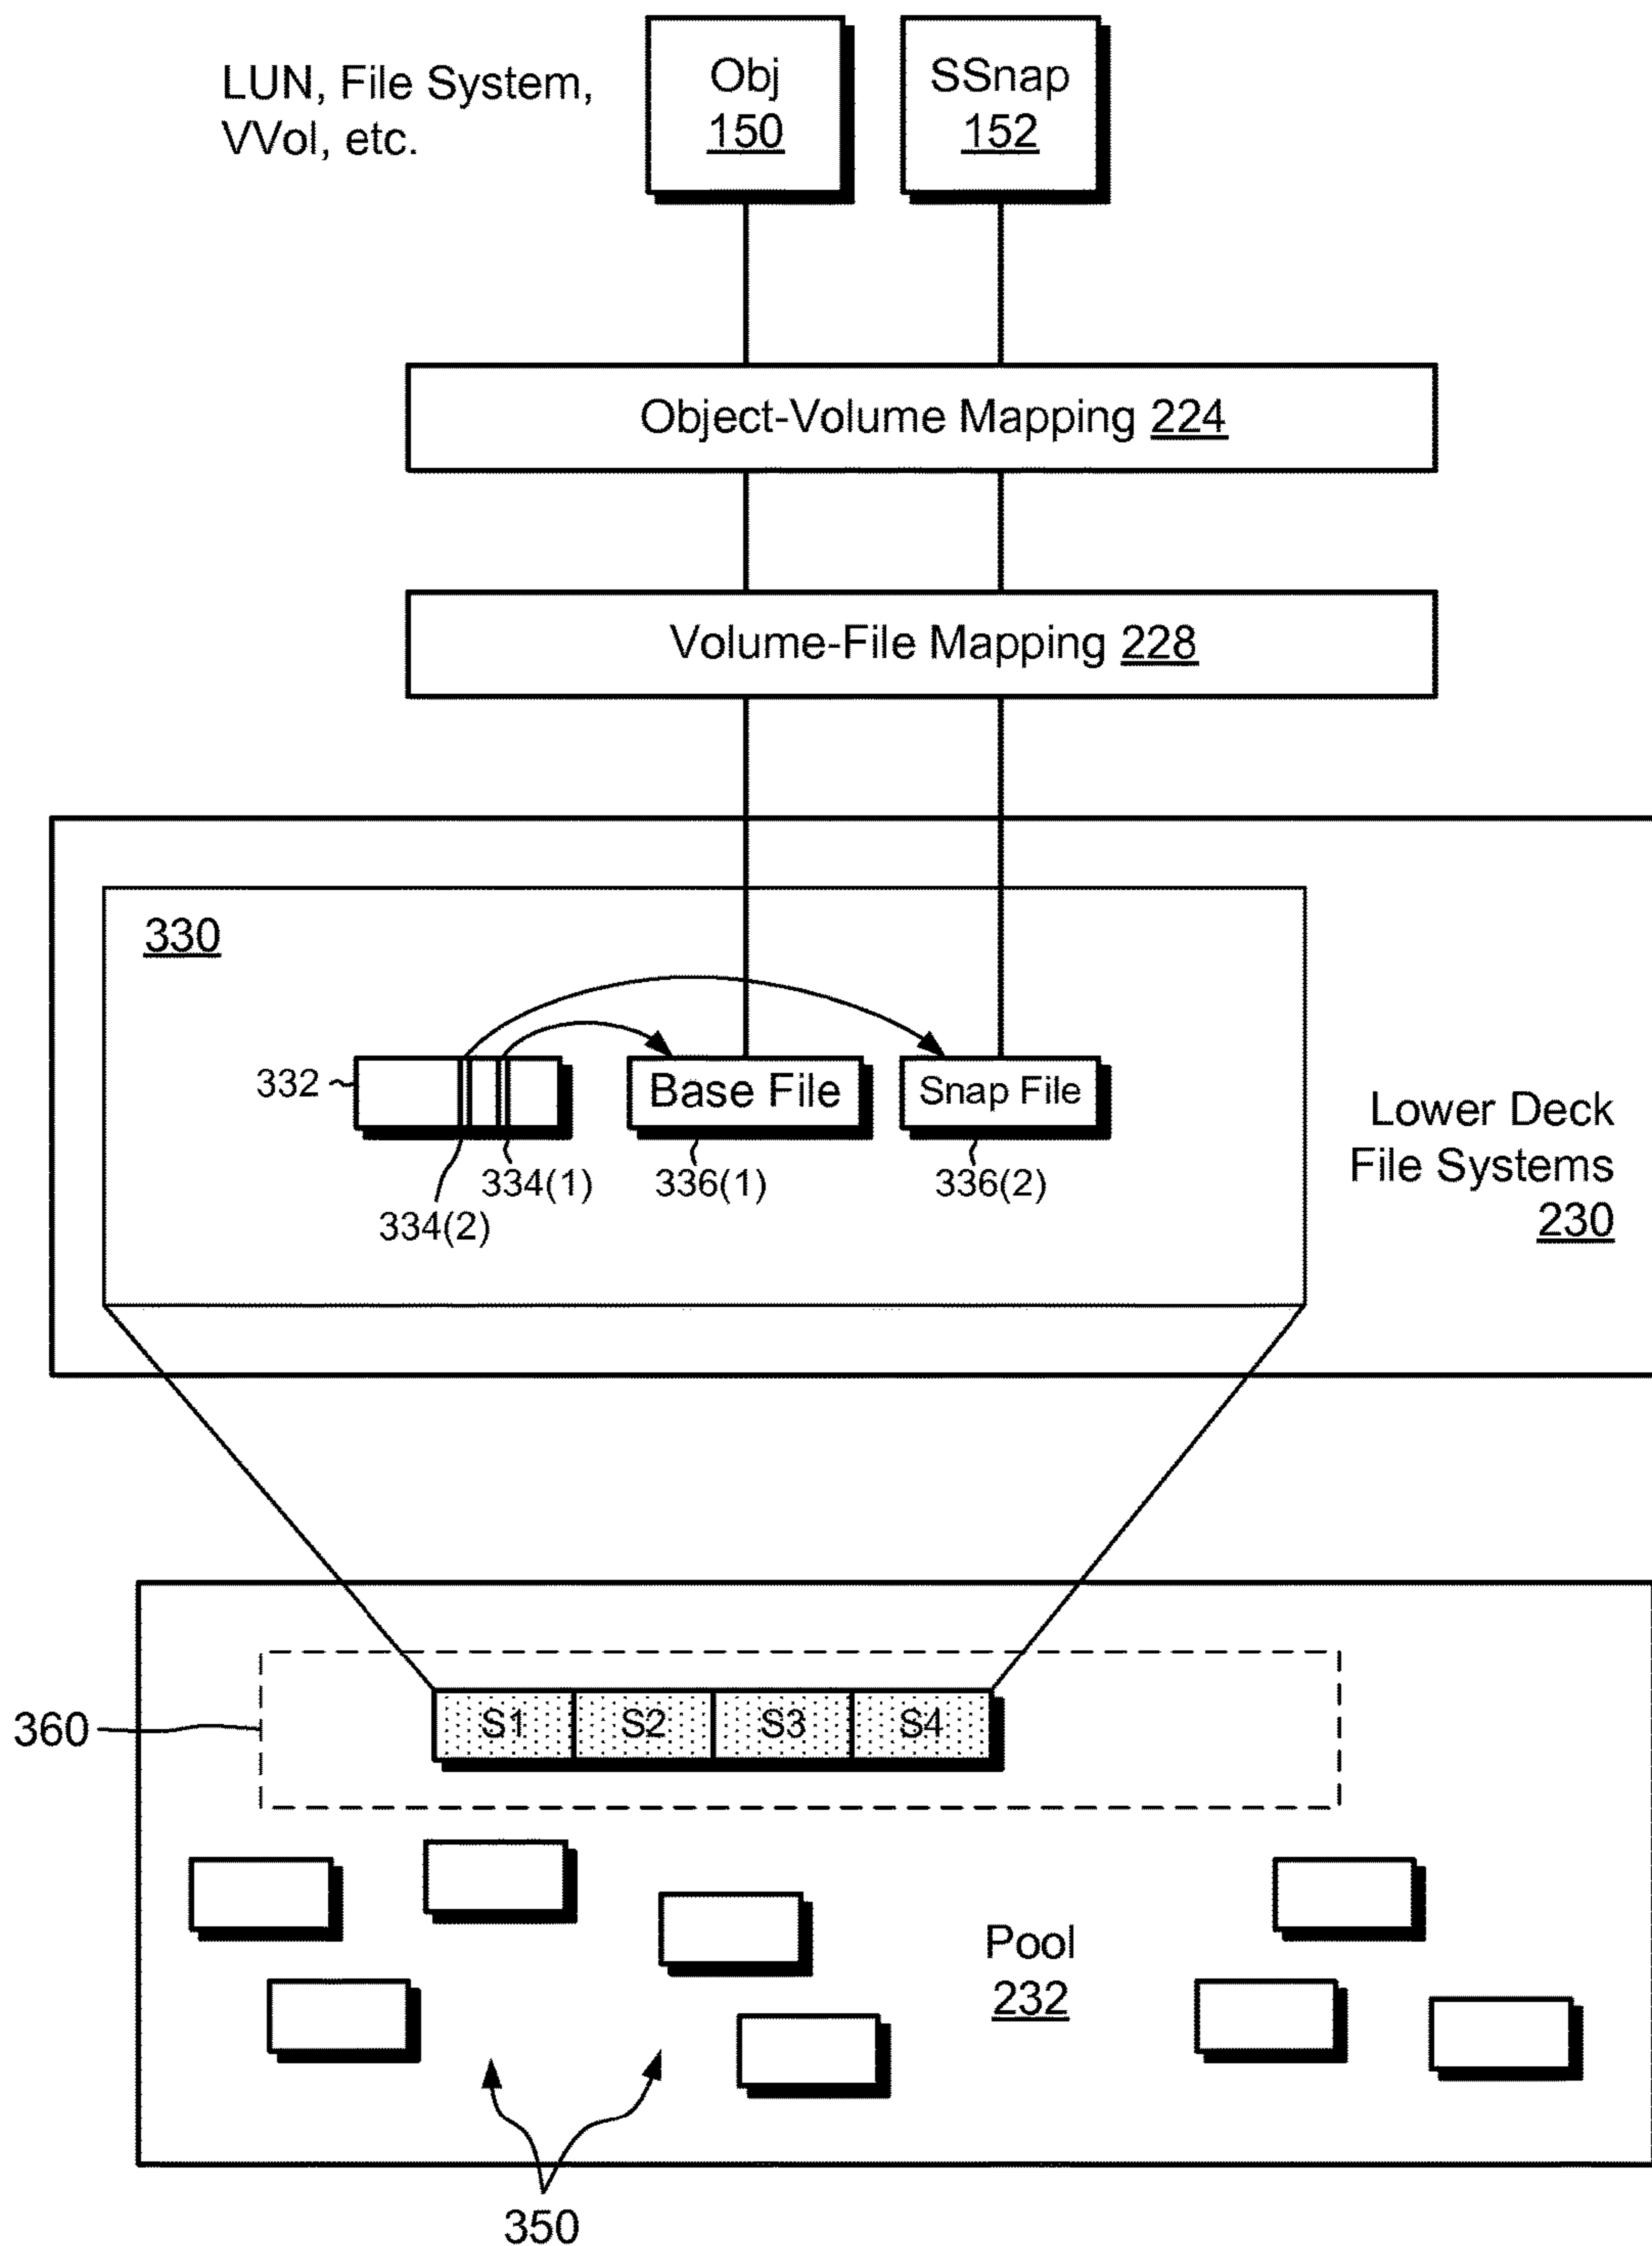 LUN, File System,
VVol, etc.
Obj
150
SSnap
152
Object-Volume Mapping 224
Volume-File Mapping 228
330
332
Base File
Snap File
334(1)
334(2)
336(1)
336(2)
Lower Deck
File Systems
230
360
S1
S2
S3
S4
Pool
232
350